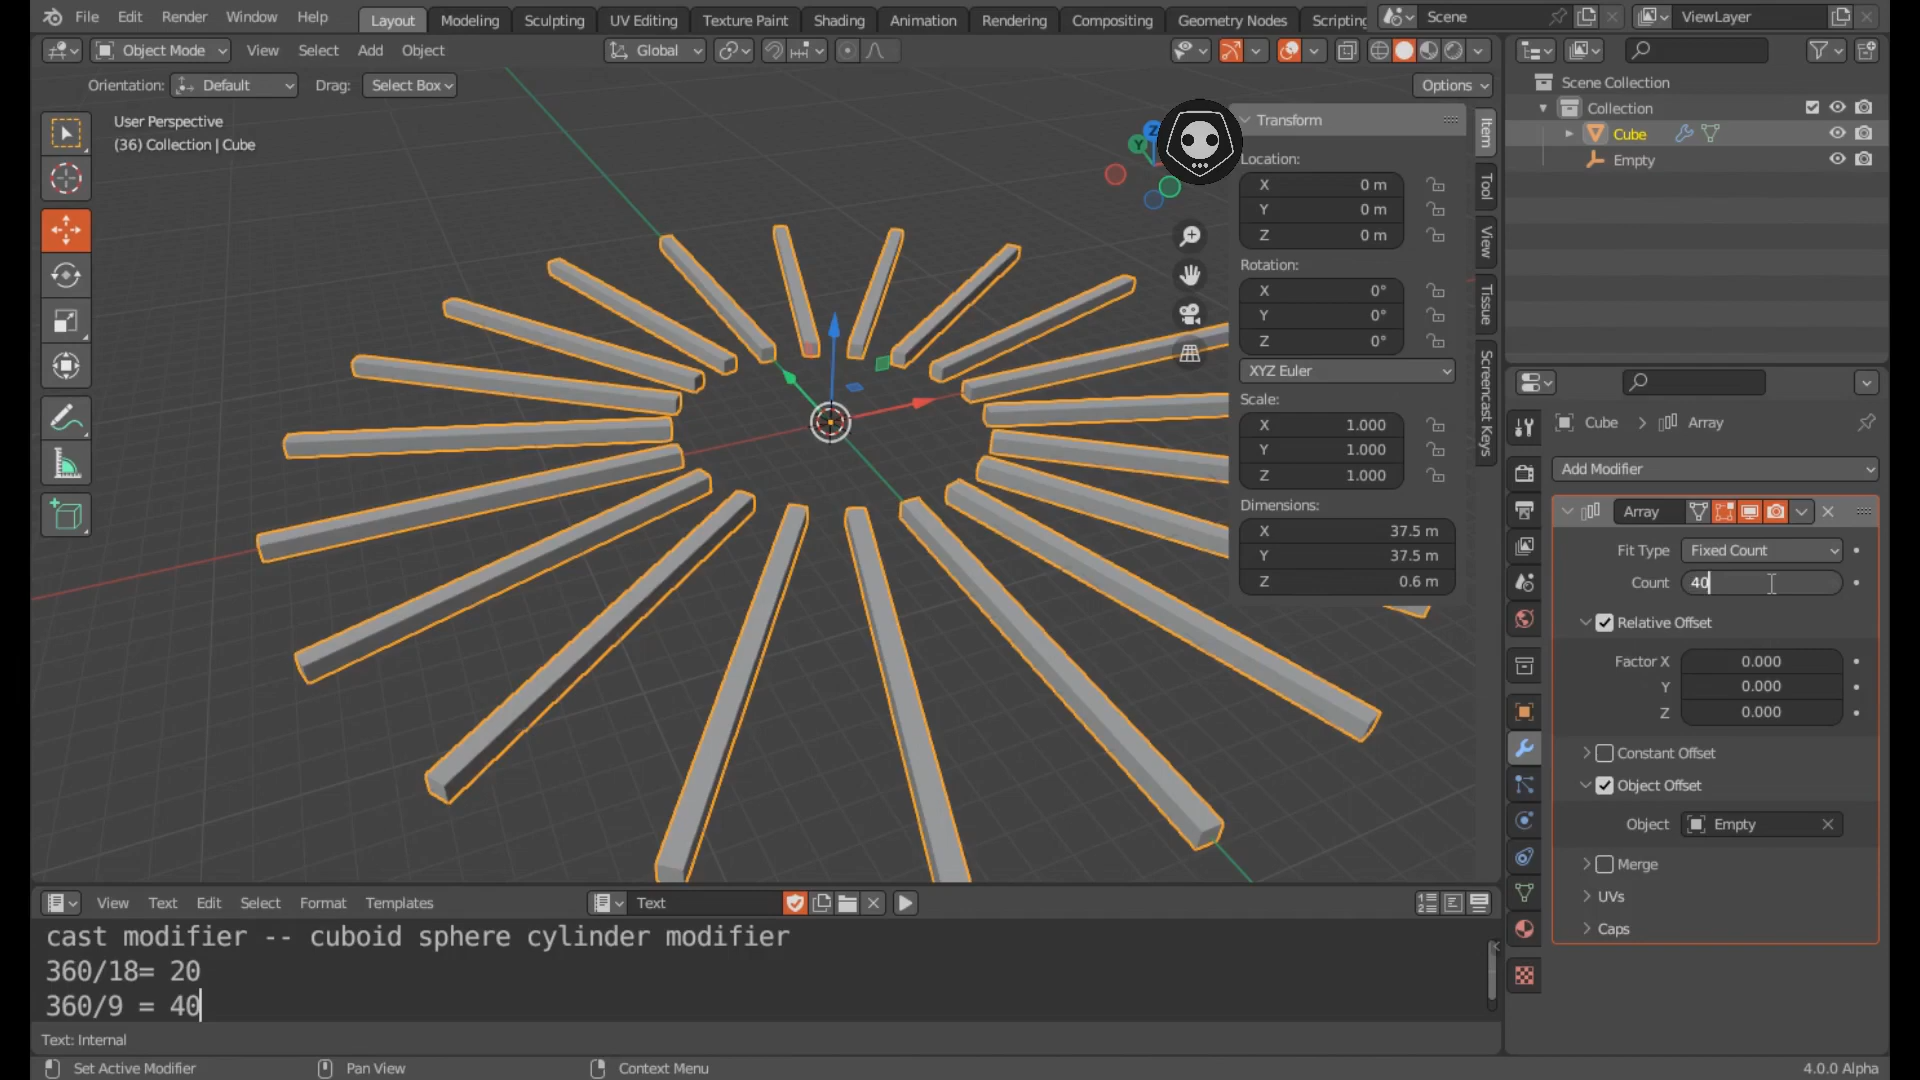 File Edit Render Window Help Layout Modeling Sculpting UV Editing Texture Paint Shading Animation Rendering Compositing Geometry Nodes Scripting Scene ViewLayer
Object Mode View Select Add Object Global
Orientation: Default Drag: Select Box Options
User Perspective
(36) Collection | Cube
Z
Y
Transform
Location:
X 0 m
Y 0 m
Z 0 m
Rotation:
X 0°
Y 0°
Z 0°
XYZ Euler
Scale:
X 1.000
Y 1.000
Z 1.000
Dimensions:
X 37.5 m
Y 37.5 m
Z 0.6 m
Item
Tool
View
Tissue
Screencast Keys
Scene Collection
Collection
Cube
Empty
Cube > Array
Add Modifier
Array
Fit Type Fixed Count
Count 40
Relative Offset
Factor X 0.000
Y 0.000
Z 0.000
Constant Offset
Object Offset
Object Empty
Merge
UVs
Caps
View Text Edit Select Format Templates Text
cast modifier -- cuboid sphere cylinder modifier
360/18= 20
360/9 = 40
Text: Internal
Set Active Modifier Pan View Context Menu 4.0.0 Alpha